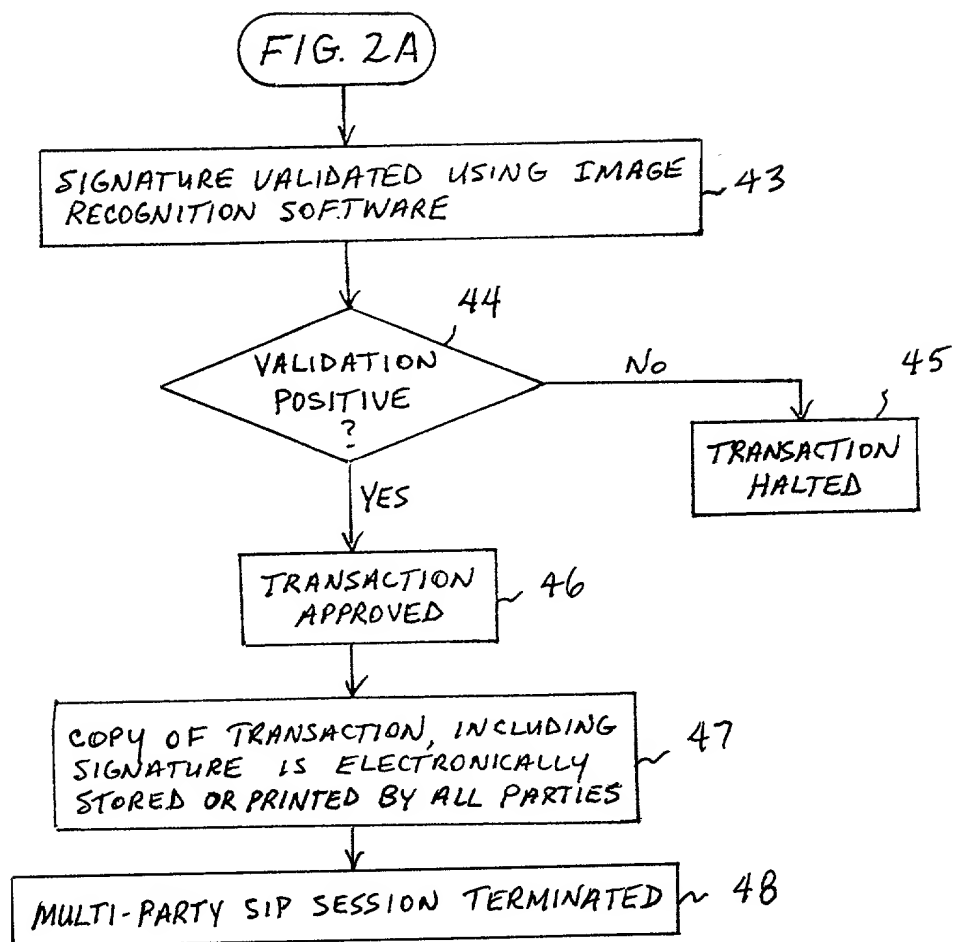 FIG. 2A
SIGNATURE VALIDATED USING IMAGE
RECOGNITION SOFTWARE
43
44
VALIDATION
POSITIVE
?
No
45
TRANSACTION
HALTED
YES
TRANSACTION
APPROVED
46
COPY OF TRANSACTION, INCLUDING
SIGNATURE IS ELECTRONICALLY
STORED OR PRINTED BY ALL PARTIES
47
MULTI-PARTY SIP SESSION TERMINATED
48